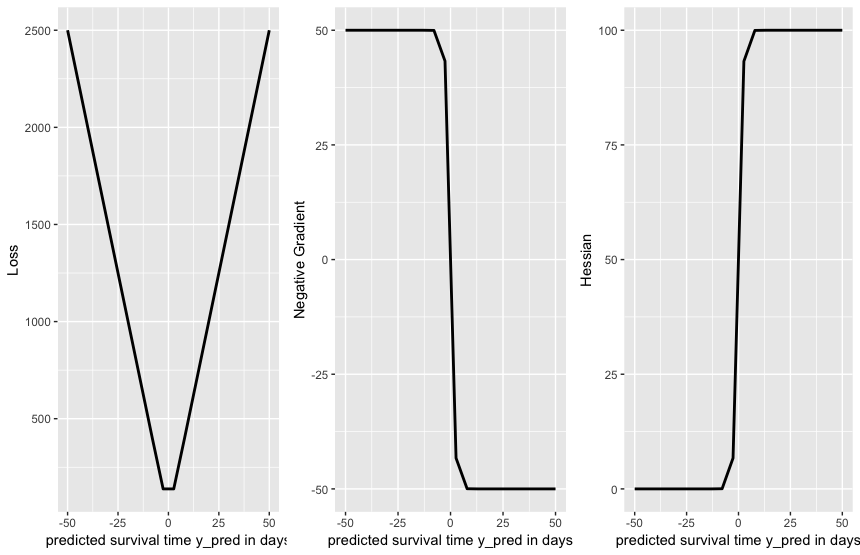 Loss
2500
2000
1500
1000
500
-50 -25 0 25 50
predicted survival time y_pred in days
Negative Gradient
50
25
0
-25
-50
-50 -25 0 25 50
predicted survival time y_pred in days
Hessian
100
75
50
25
0
-50 -25 0 25 50
predicted survival time y_pred in days